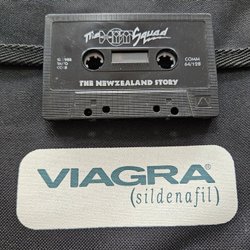 The Hit Squad
COMM
64/128
THE NEWZEALAND STORY
VIAGRA®
(sildenafil)